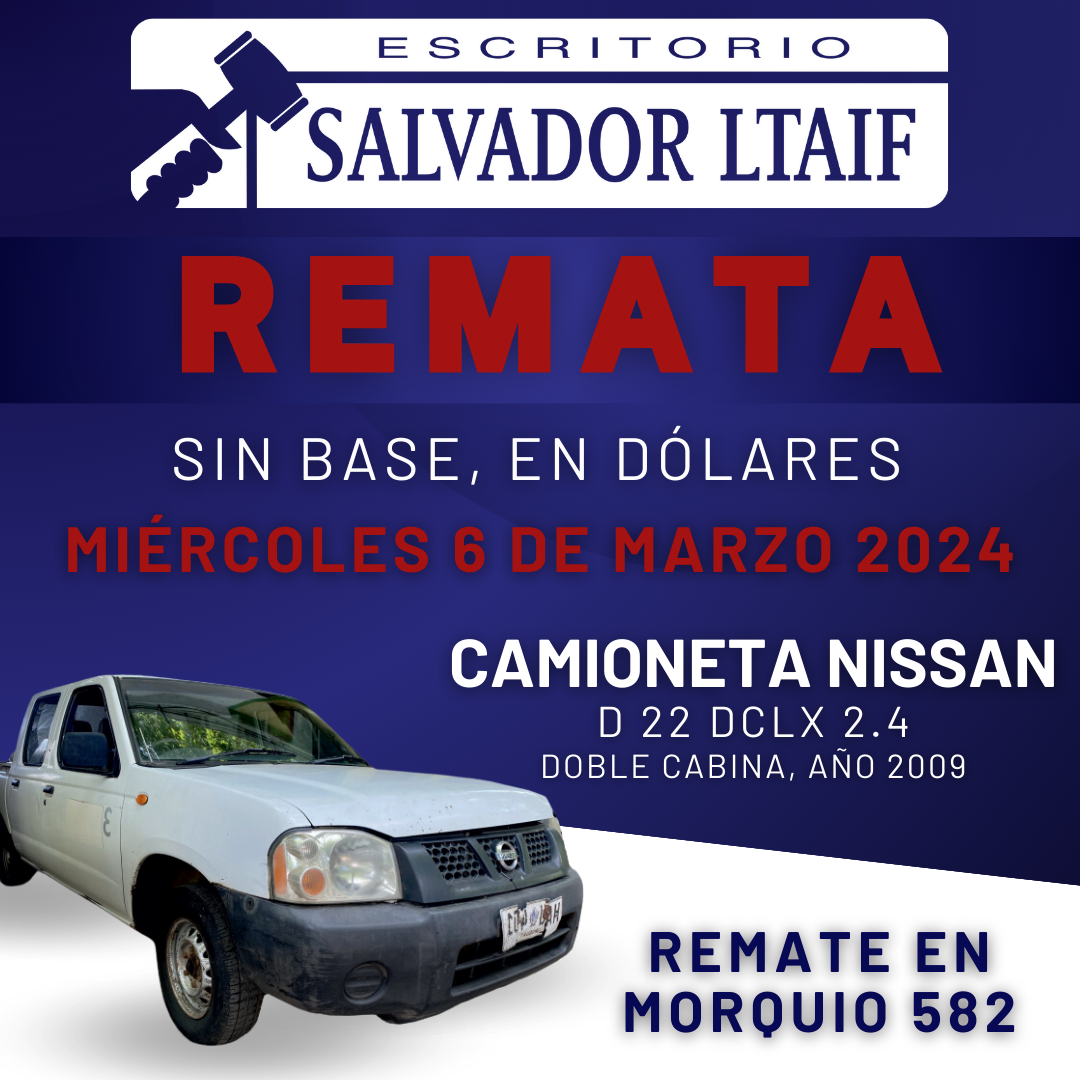 ESCRITORIO
SALVADOR LTAIF
REMATA
SIN BASE, EN DÓLARES
MIÉRCOLES 6 DE MARZO 2024
CAMIONETA NISSAN
D 22 DCLX 2.4
DOBLE CABINA, AÑO 2009
REMATE EN
MORQUIO 582